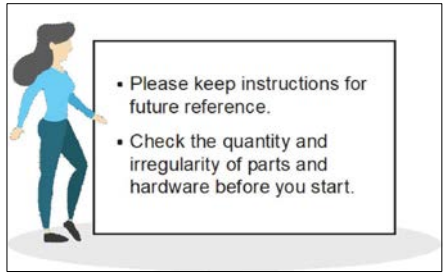 ▪ Please keep instructions for
future reference.
▪ Check the quantity and
irregularity of parts and
hardware before you start.